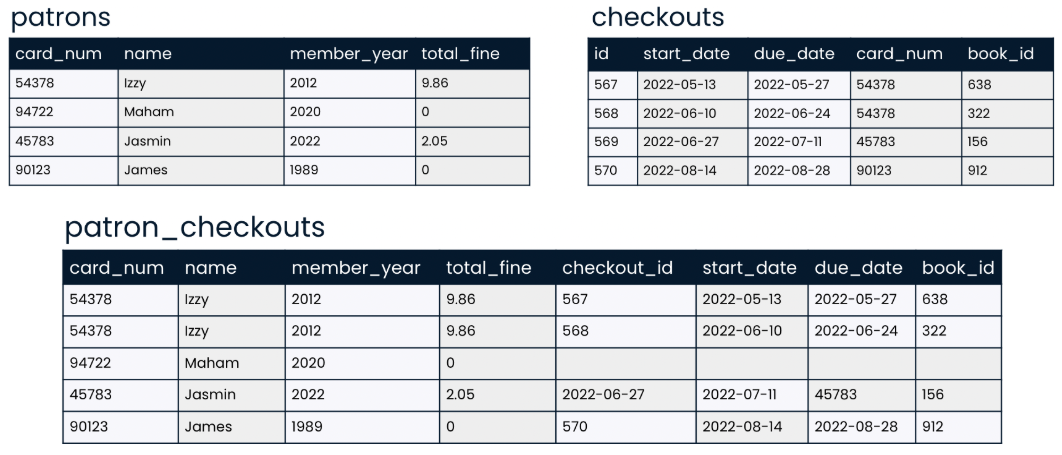 patrons
card_num name member_year total_fine
54378 Izzy 2012 9.86
94722 Maham 2020 0
45783 Jasmin 2022 2.05
90123 James 1989 0
checkouts
id start_date due_date card_num book_id
567 2022-05-13 2022-05-27 54378 638
568 2022-06-10 2022-06-24 54378 322
569 2022-06-27 2022-07-11 45783 156
570 2022-08-14 2022-08-28 90123 912
patron_checkouts
card_num name member_year total_fine checkout_id start_date due_date book_id
54378 Izzy 2012 9.86 567 2022-05-13 2022-05-27 638
54378 Izzy 2012 9.86 568 2022-06-10 2022-06-24 322
94722 Maham 2020 0
45783 Jasmin 2022 2.05 2022-06-27 2022-07-11 45783 156
90123 James 1989 0 570 2022-08-14 2022-08-28 912